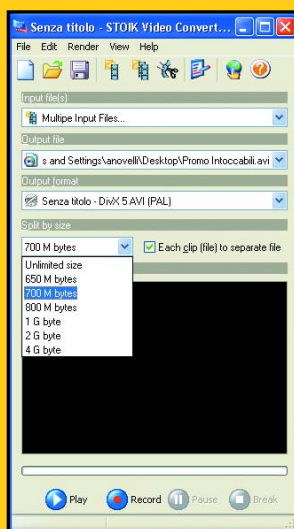 Senza titolo - STOIK Video Convert...
File Edit Render View Help
Input file(s)
Multipe Input Files...
Output file
s and Settings\anovelli\Desktop\Promo Intoccabili.avi
Output format
Senza titolo - DivX 5 AVI (PAL)
Split by size
700 M bytes
Each clip (file) to separate file
Unlimited size
650 M bytes
700 M bytes
800 M bytes
1 G byte
2 G byte
4 G byte
Play Record Pause Break